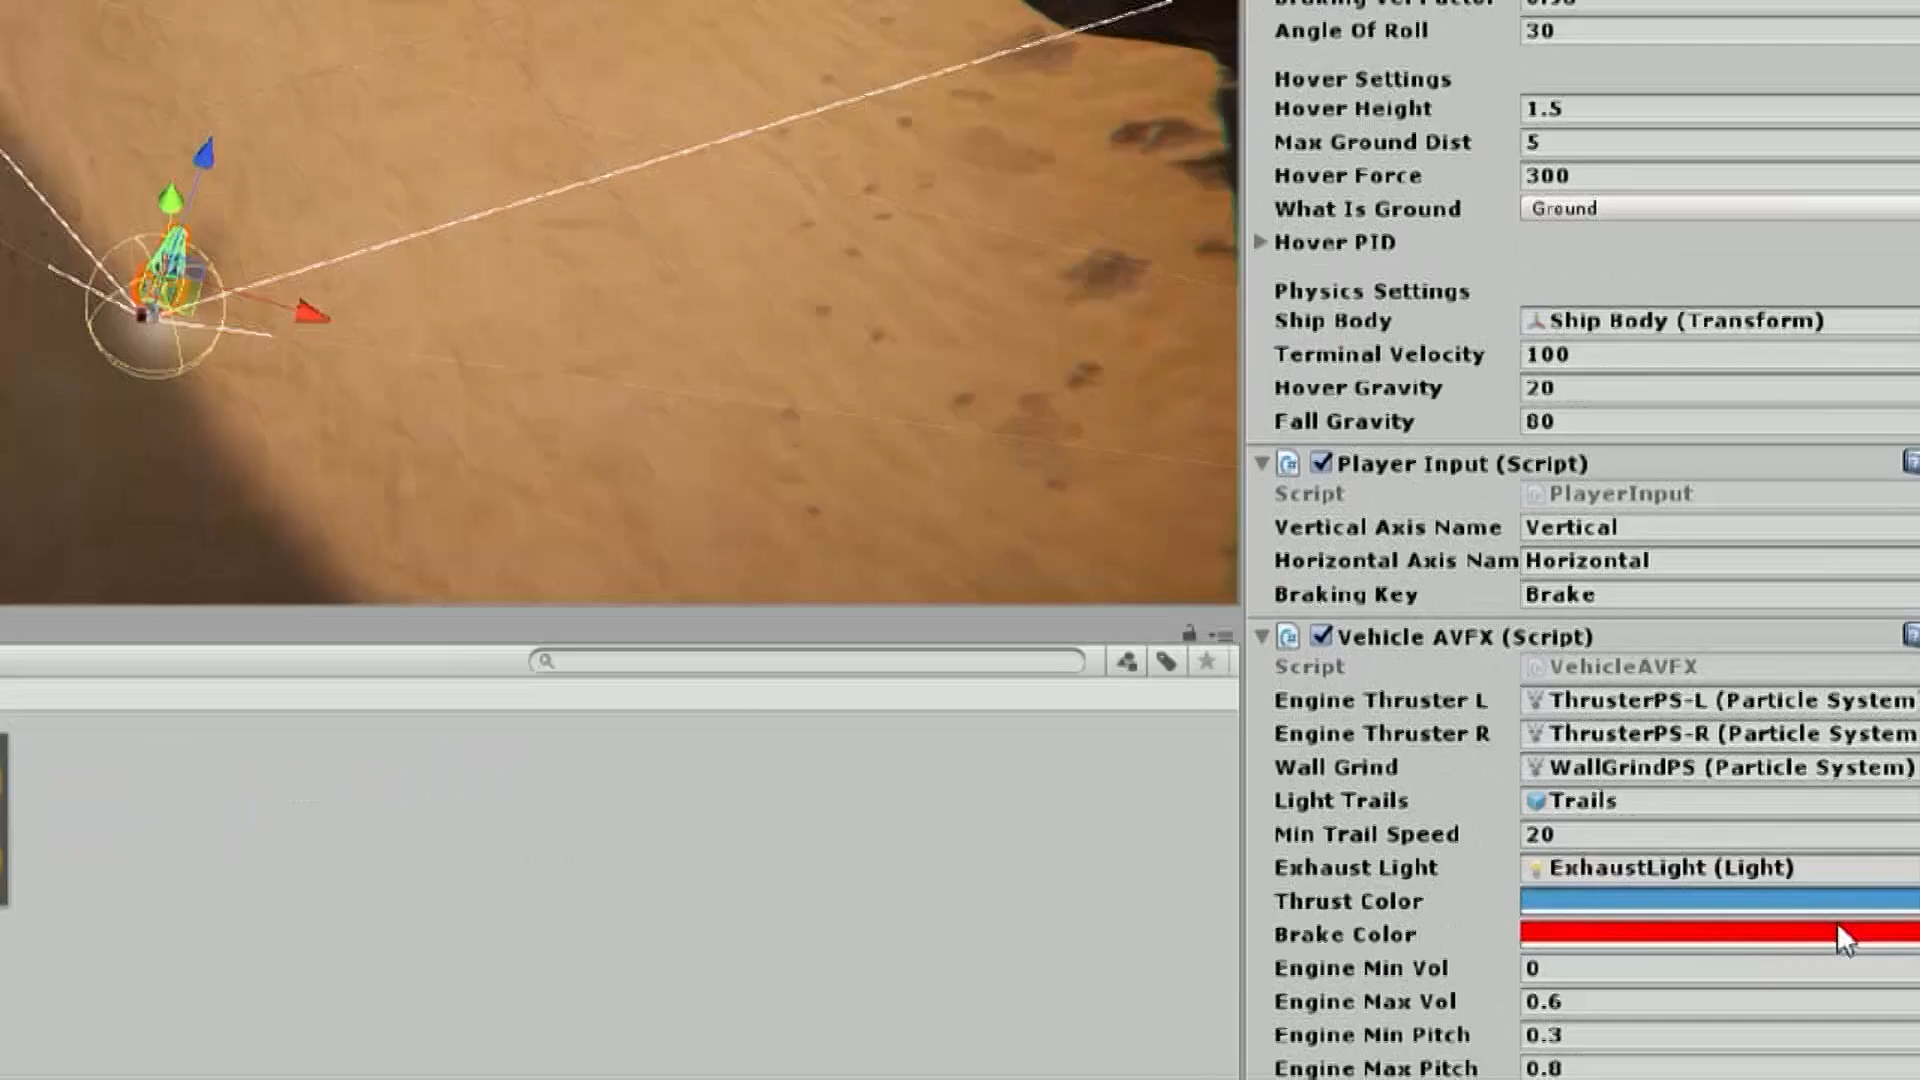 Braking Vel Factor 0.98
Angle Of Roll 30
Hover Settings
Hover Height 1.5
Max Ground Dist 5
Hover Force 300
What Is Ground Ground
Hover PID
Physics Settings
Ship Body Ship Body (Transform)
Terminal Velocity 100
Hover Gravity 20
Fall Gravity 80
Player Input (Script)
Script PlayerInput
Vertical Axis Name Vertical
Horizontal Axis Nam Horizontal
Braking Key Brake
Vehicle AVFX (Script)
Script VehicleAVFX
Engine Thruster L ThrusterPS-L (Particle System
Engine Thruster R ThrusterPS-R (Particle System
Wall Grind WallGrindPS (Particle System)
Light Trails Trails
Min Trail Speed 20
Exhaust Light ExhaustLight (Light)
Thrust Color
Brake Color
Engine Min Vol 0
Engine Max Vol 0.6
Engine Min Pitch 0.3
Engine Max Pitch 0.8